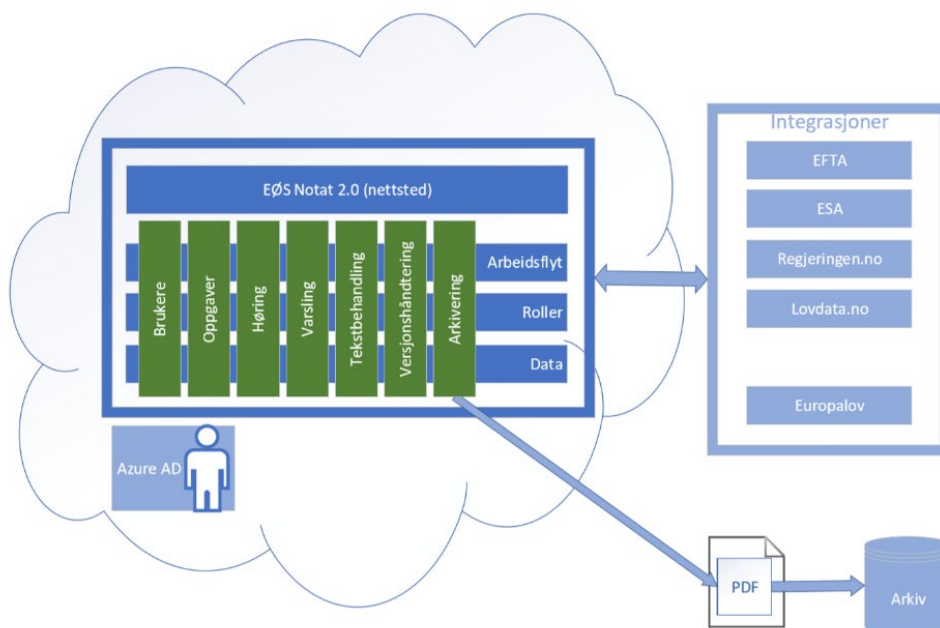 Integrasjoner
EFTA
ESA
Regjeringen.no
Lovdata.no
Europalov
EØS Notat 2.0 (nettsted)
Arbeidsflyt
Roller
Data
Brukere
Oppgaver
Høring
Varsling
Tekstbehandling
Versjonshåndtering
Arkivering
Azure AD
PDF
Arkiv